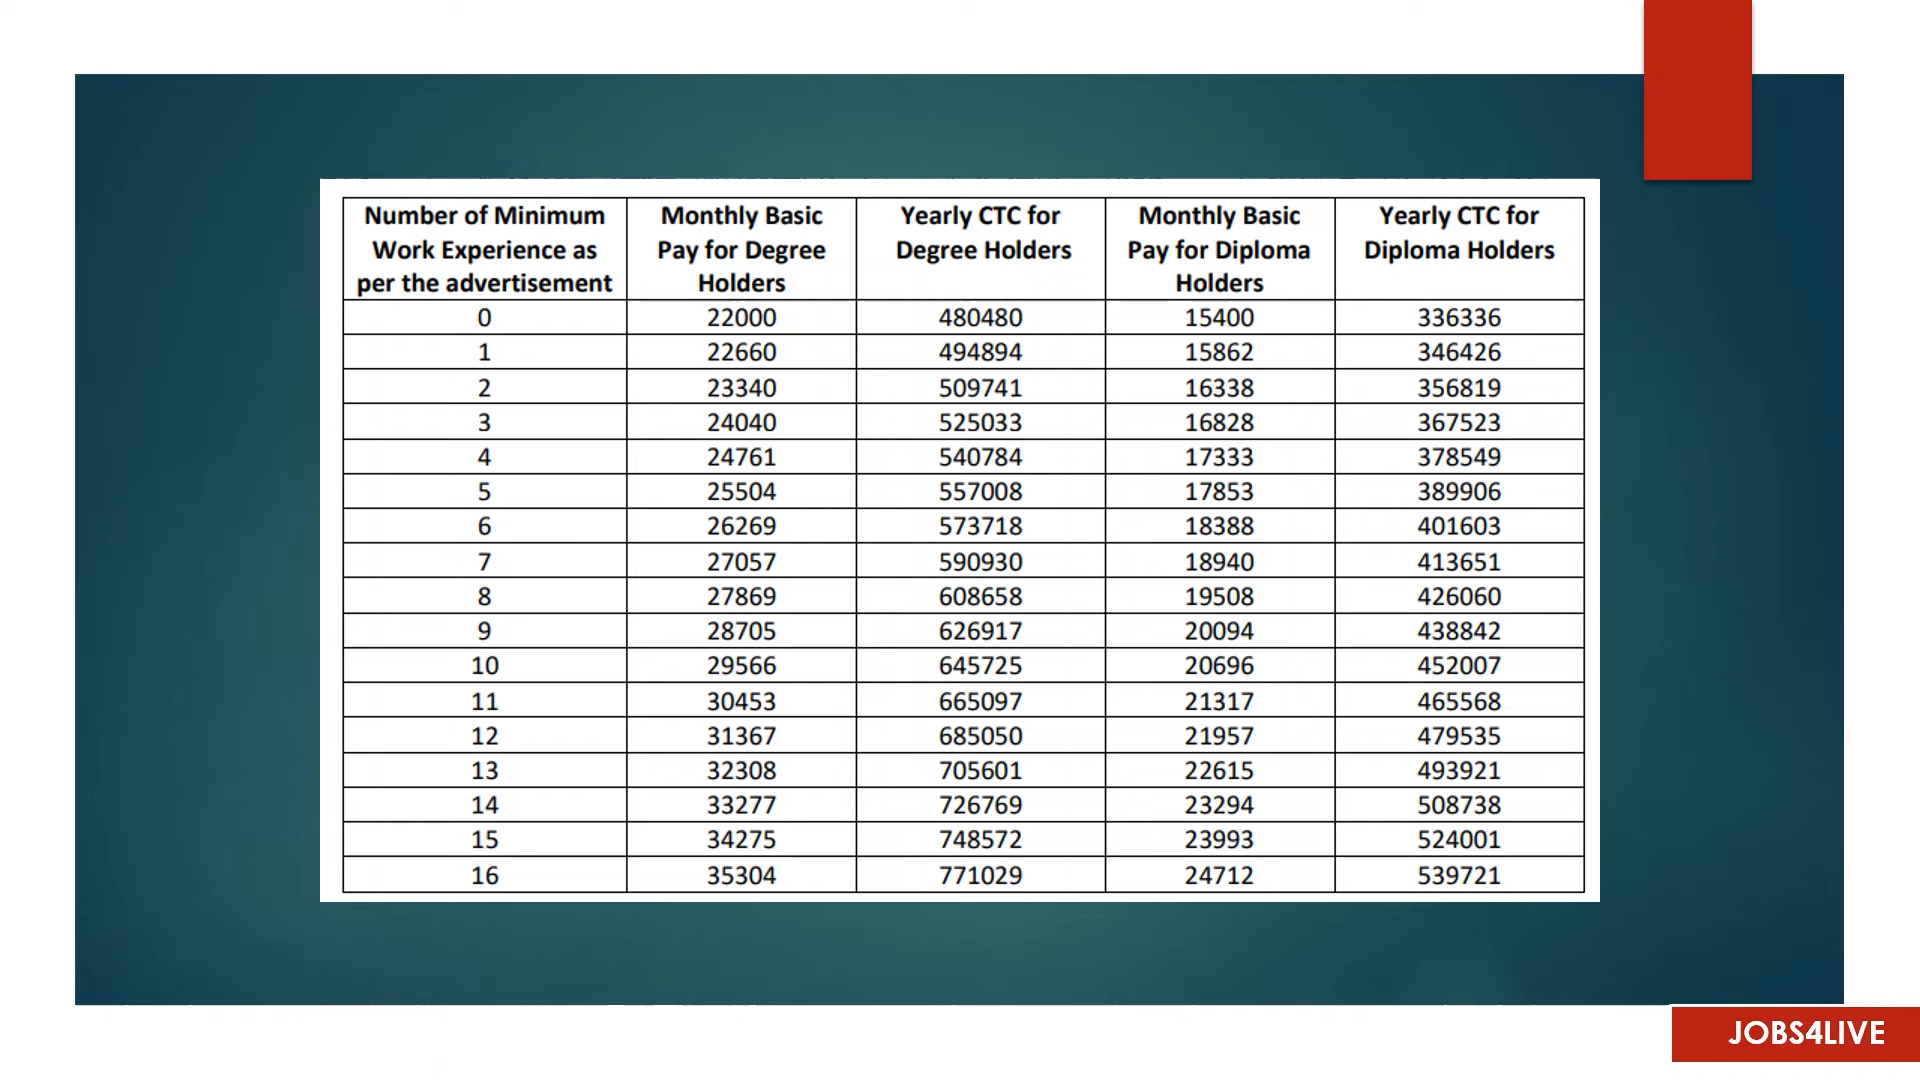 Number of Minimum Work Experience as per the advertisement | Monthly Basic Pay for Degree Holders | Yearly CTC for Degree Holders | Monthly Basic Pay for Diploma Holders | Yearly CTC for Diploma Holders
0 22000 480480 15400 336336
1 22660 494894 15862 346426
2 23340 509741 16338 356819
3 24040 525033 16828 367523
4 24761 540784 17333 378549
5 25504 557008 17853 389906
6 26269 573718 18388 401603
7 27057 590930 18940 413651
8 27869 608658 19508 426060
9 28705 626917 20094 438842
10 29566 645725 20696 452007
11 30453 665097 21317 465568
12 31367 685050 21957 479535
13 32308 705601 22615 493921
14 33277 726769 23294 508738
15 34275 748572 23993 524001
16 35304 771029 24712 539721
JOBS4LIVE